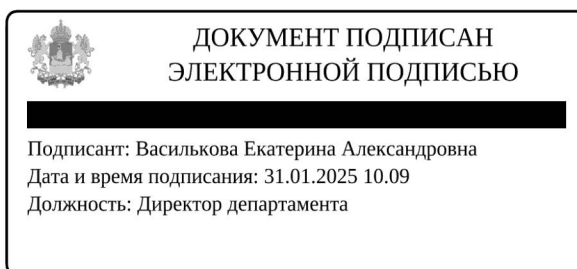 ДОКУМЕНТ ПОДПИСАН
ЭЛЕКТРОННОЙ ПОДПИСЬЮ
Подписант: Василькова Екатерина Александровна
Дата и время подписания: 31.01.2025 10.09
Должность: Директор департамента